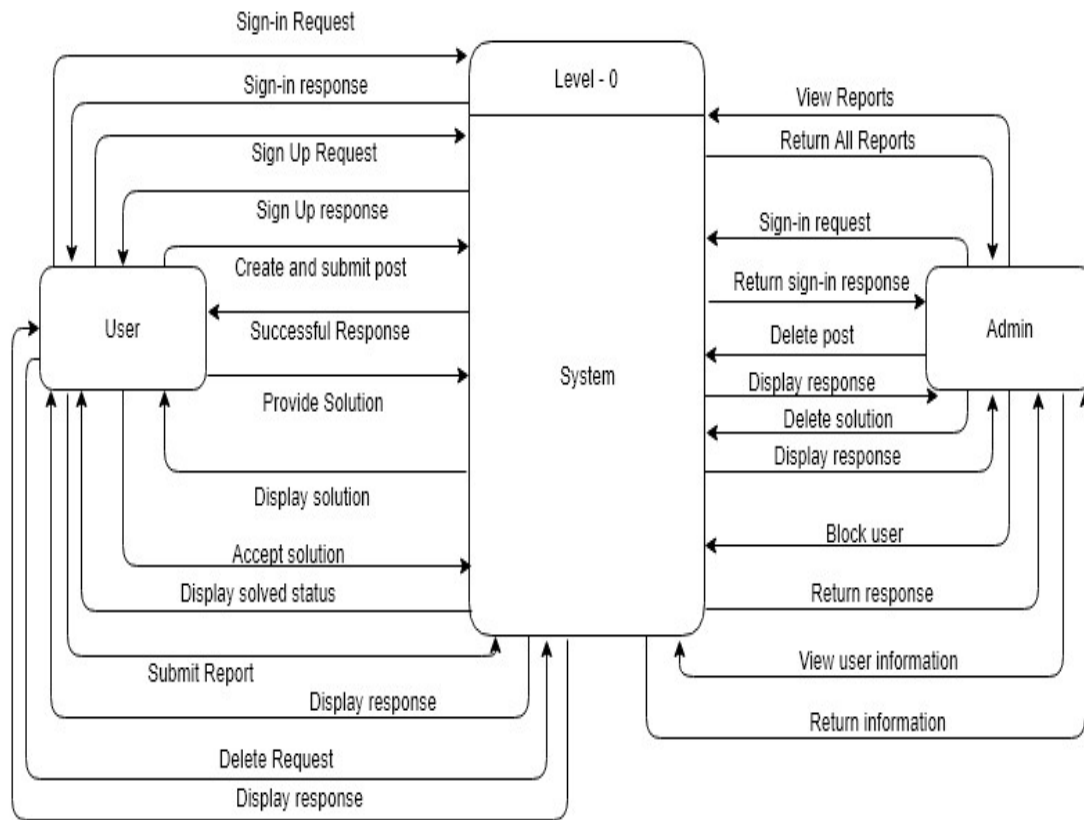 Sign-in Request
Sign-in response
Sign Up Request
Sign Up response
Create and submit post
Successful Response
User
Provide Solution
Display solution
Accept solution
Display solved status
Submit Report
Display response
Delete Request
Display response
Level - 0
System
View Reports
Return All Reports
Sign-in request
Return sign-in response
Admin
Delete post
Display response
Delete solution
Display response
Block user
Return response
View user information
Return information